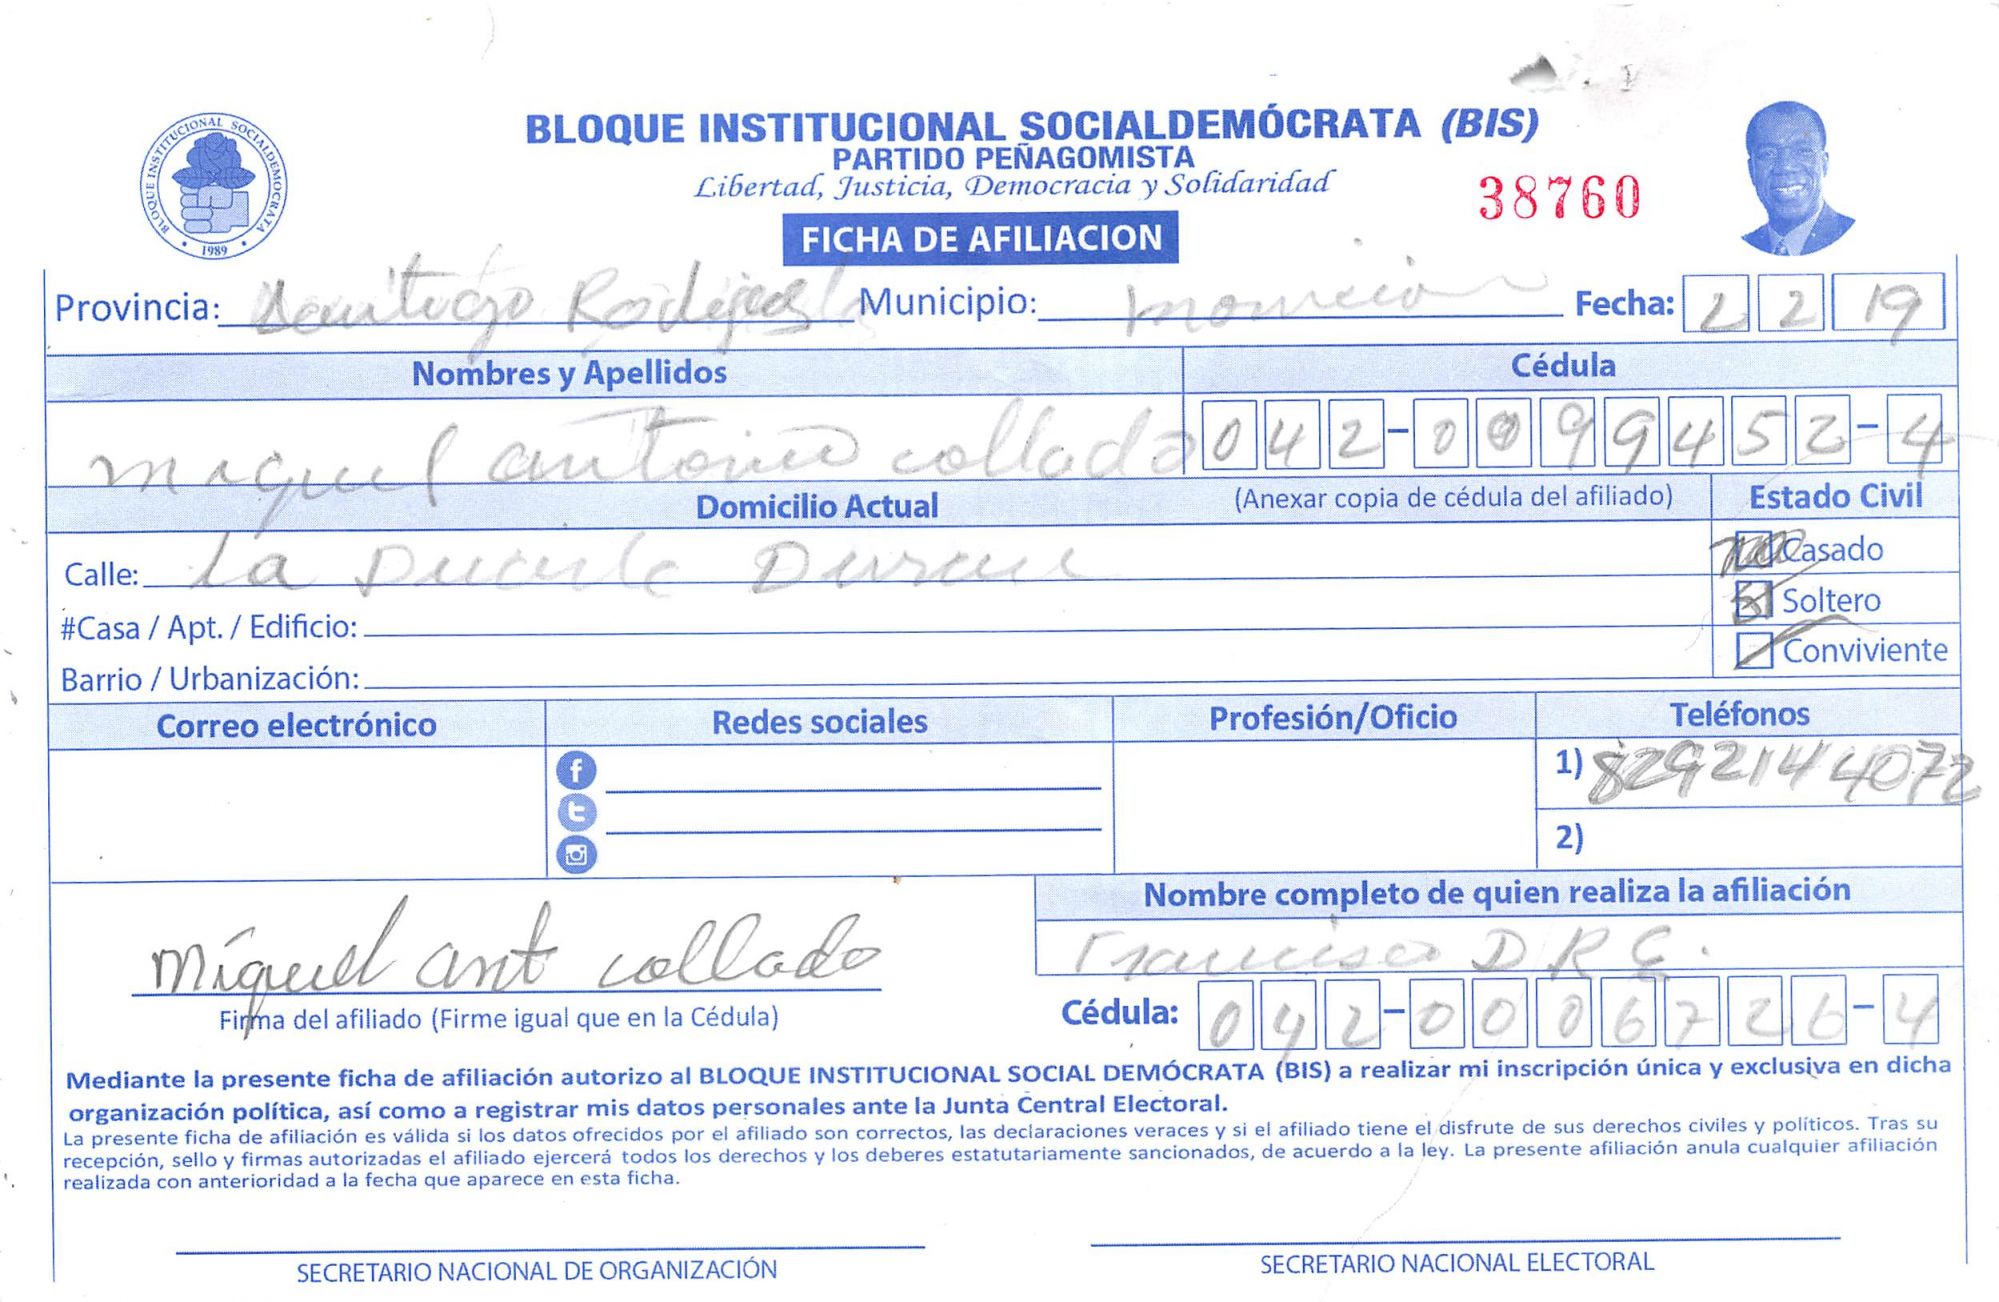 BLOQUE INSTITUCIONAL SOCIALDEMÓCRATA (BIS)
PARTIDO PEÑAGOMISTA
Libertad, Justicia, Democracia y Solidaridad
38760
BLOQUE INSTITUCIONAL SOCIALDEMOCRATA
1989
FICHA DE AFILIACION
Provincia: Santiago Rodriguez Municipio: moncion Fecha: 2 2 19
Nombres y Apellidos Cédula
miguel antonio collado 042-0099452-4
Domicilio Actual (Anexar copia de cédula del afiliado) Estado Civil
Calle: La Duran Casado
#Casa / Apt. / Edificio: Soltero
Barrio / Urbanización: Conviviente
Correo electrónico Redes sociales Profesión/Oficio Teléfonos
1) 8292144072
2)
Nombre completo de quien realiza la afiliación
miguel ant collado Francisco D R E.
Firma del afiliado (Firme igual que en la Cédula) Cédula: 042-0006726-4
Mediante la presente ficha de afiliación autorizo al BLOQUE INSTITUCIONAL SOCIAL DEMÓCRATA (BIS) a realizar mi inscripción única y exclusiva en dicha
organización política, así como a registrar mis datos personales ante la Junta Central Electoral.
La presente ficha de afiliación es válida si los datos ofrecidos por el afiliado son correctos, las declaraciones veraces y si el afiliado tiene el disfrute de sus derechos civiles y políticos. Tras su
recepción, sello y firmas autorizadas el afiliado ejercerá todos los derechos y los deberes estatutariamente sancionados, de acuerdo a la ley. La presente afiliación anula cualquier afiliación
realizada con anterioridad a la fecha que aparece en esta ficha.
SECRETARIO NACIONAL DE ORGANIZACIÓN SECRETARIO NACIONAL ELECTORAL